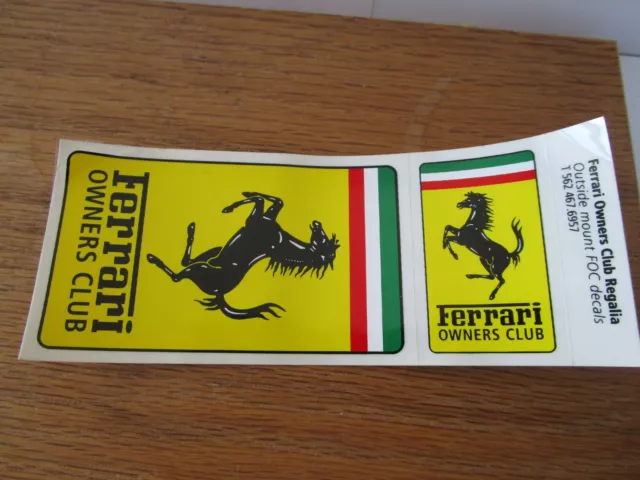 Ferrari
OWNERS CLUB
Ferrari
OWNERS CLUB
Ferrari Owners Club Regalia
Outside mount FOC decals
T 562 467.6957